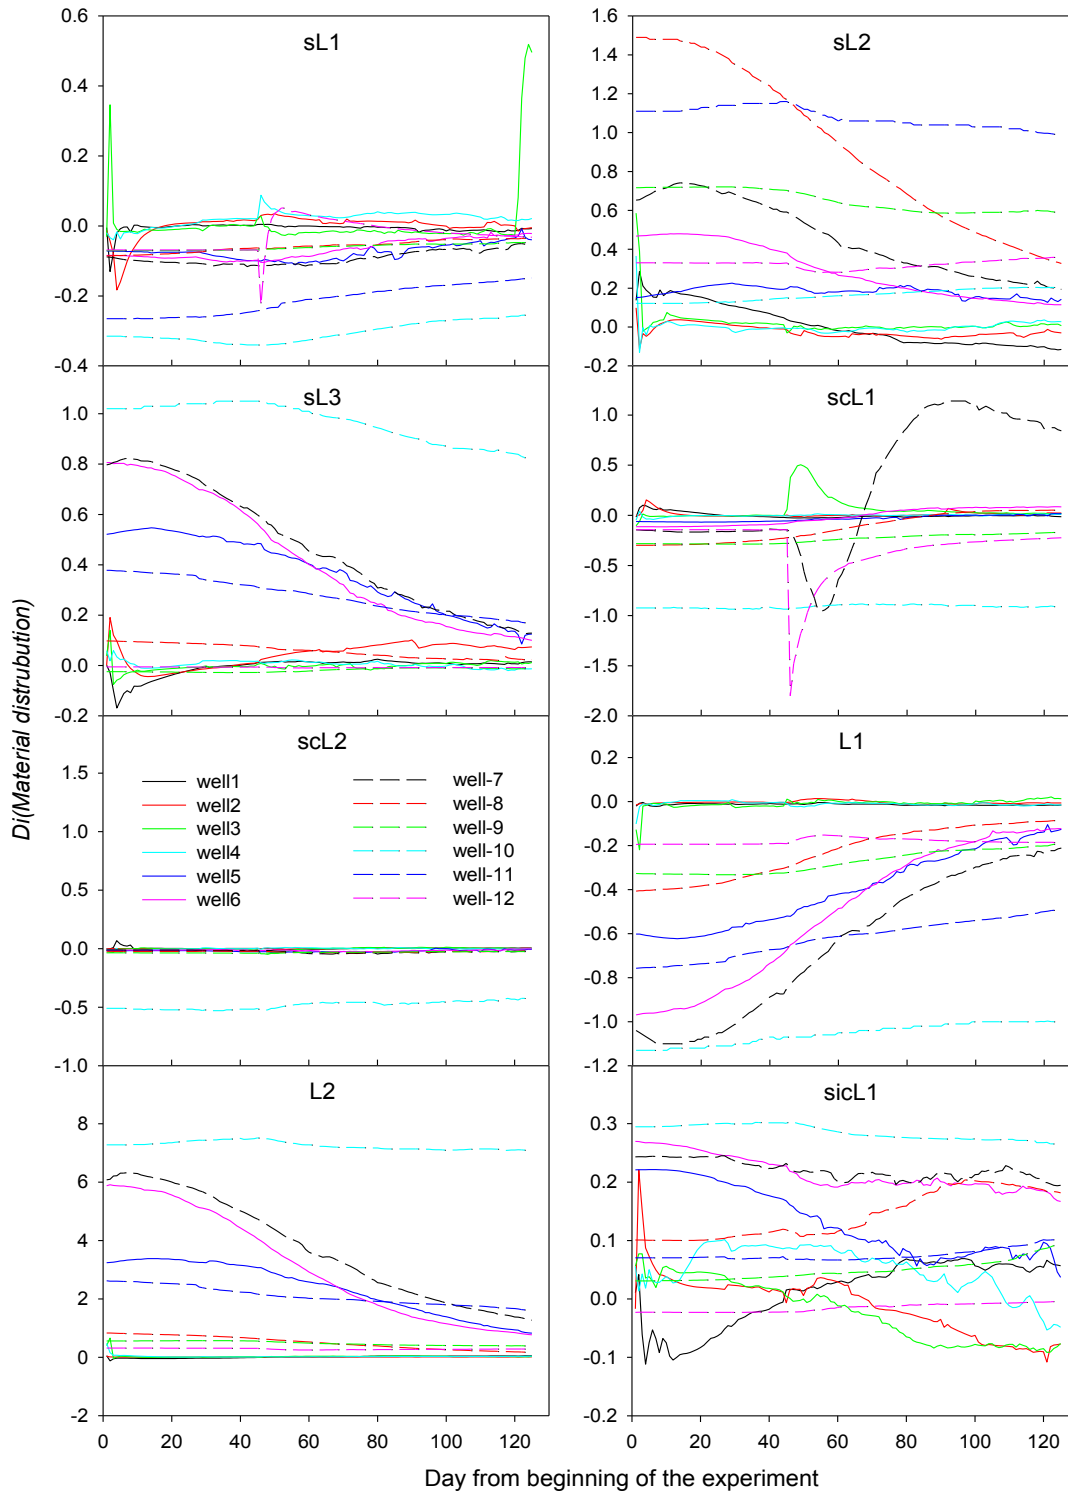 sL1
0.6
0.4
0.2
0.0
-0.2
-0.4
sL2
1.6
1.4
1.2
1.0
0.8
0.6
0.4
0.2
0.0
-0.2
sL3
1.0
0.8
0.6
0.4
0.2
0.0
-0.2
scL1
1.0
0.5
0.0
-0.5
-1.0
-1.5
-2.0
Di(Material distrubution)
scL2
1.5
1.0
0.5
0.0
-0.5
-1.0
well1
well2
well3
well4
well5
well6
well-7
well-8
well-9
well-10
well-11
well-12
L1
0.2
0.0
-0.2
-0.4
-0.6
-0.8
-1.0
-1.2
L2
8
6
4
2
0
-2
0 20 40 60 80 100 120
sicL1
0.3
0.2
0.1
0.0
-0.1
-0.2
0 20 40 60 80 100 120
Day from beginning of the experiment